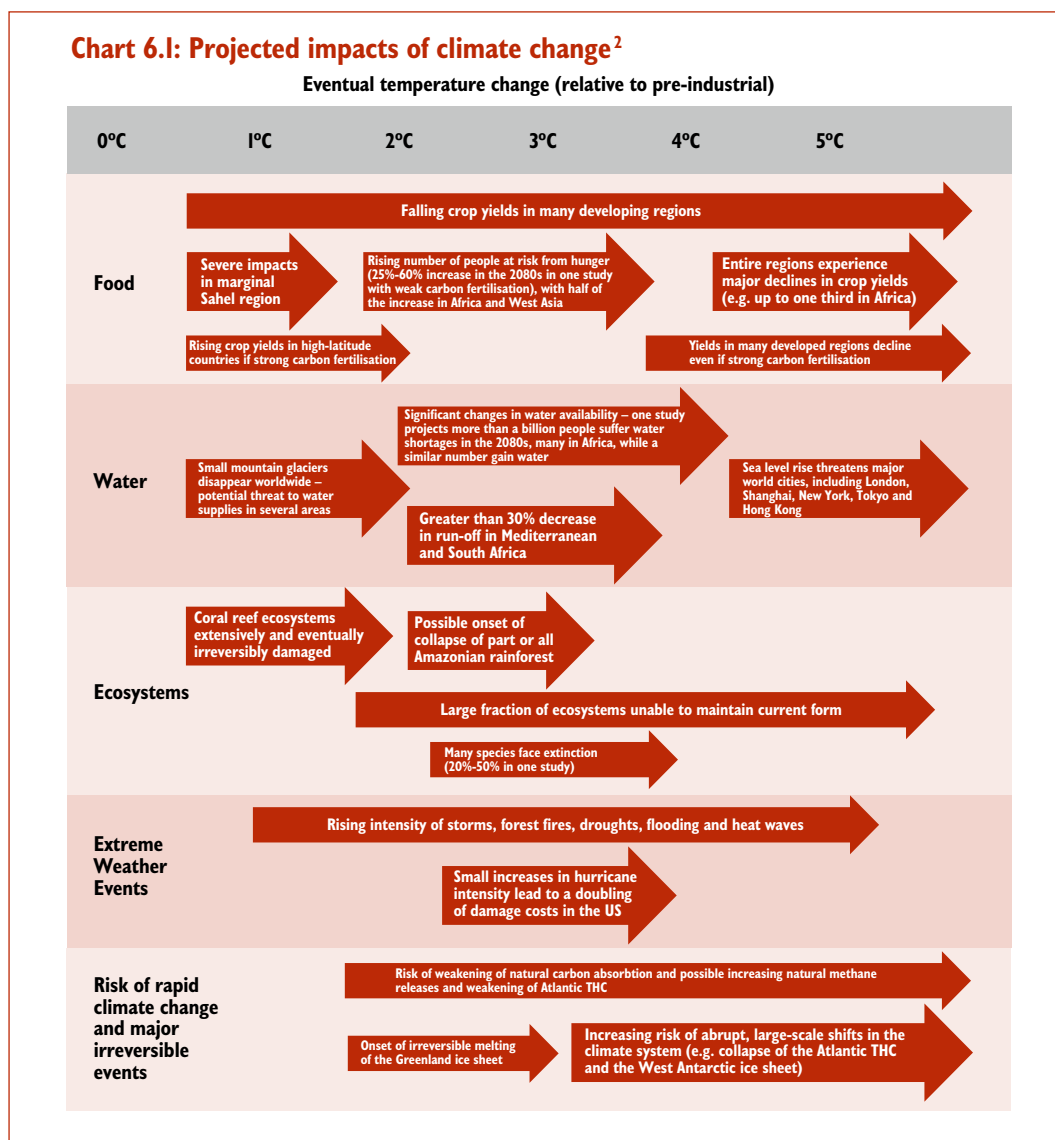 Chart 6.1: Projected impacts of climate change2
Eventual temperature change (relative to pre-industrial)
0ºC 1ºC 2ºC 3ºC 4ºC 5ºC
Food
Falling crop yields in many developing regions
Severe impacts
in marginal
Sahel region
Rising number of people at risk from hunger
(25%-60% increase in the 2080s in one study
with weak carbon fertilisation), with half
of the increase in Africa and West Asia
Entire regions experience
major declines in crop yields
(e.g. up to one third in Africa)
Rising crop yields in high-latitude
countries if strong carbon fertilisation
Yields in many developed regions decline
even if strong carbon fertilisation
Water
Small mountain glaciers
disappear worldwide –
potential threat to water
supplies in several areas
Significant changes in water availability – one study
projects more than a billion people suffer water
shortages in the 2080s, many in Africa, while a
similar number gain water
Greater than 30% decrease
in run-off in Mediterranean
and South Africa
Sea level rise threatens major
world cities, including London,
Shanghai, New York, Tokyo and
Hong Kong
Ecosystems
Coral reef ecosystems
extensively and eventually
irreversibly damaged
Possible onset of
collapse of part or all
Amazonian rainforest
Large fraction of ecosystems unable to maintain current form
Many species face extinction
(20%-50% in one study)
Extreme
Weather
Events
Rising intensity of storms, forest fires, droughts, flooding and heat waves
Small increases in hurricane
intensity lead to a doubling
of damage costs in the US
Risk of rapid
climate change
and major
irreversible
events
Risk of weakening of natural carbon absorbtion and possible increasing natural methane
releases and weakening of Atlantic THC
Onset of irreversible melting
of the Greenland ice sheet
Increasing risk of abrupt, large-scale shifts in the
climate system (e.g. collapse of the Atlantic THC
and the West Antarctic ice sheet)